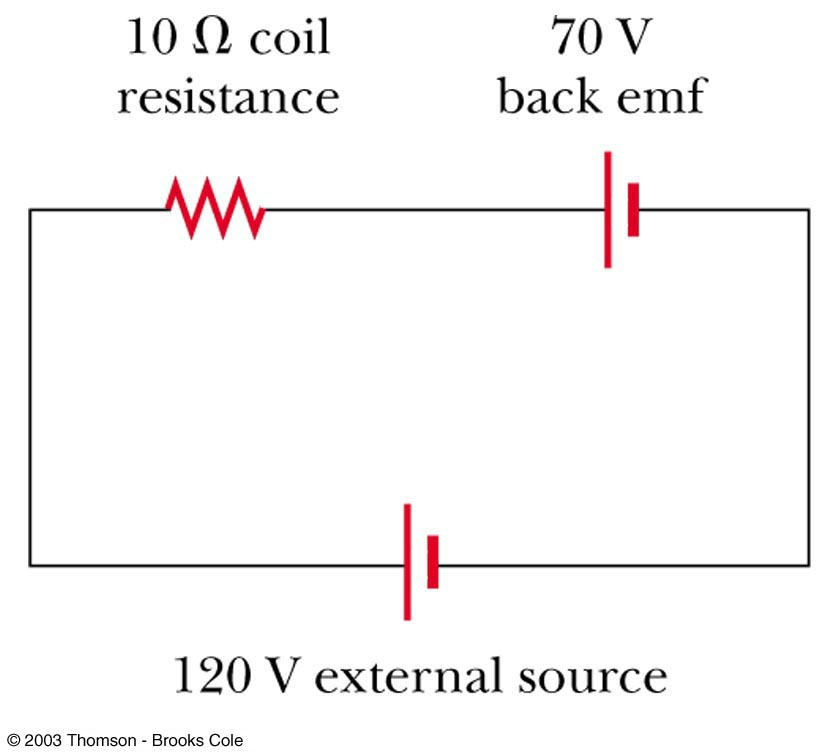 10 Ω coil
resistance
70 V
back emf
120 V external source
© 2003 Thomson - Brooks Cole